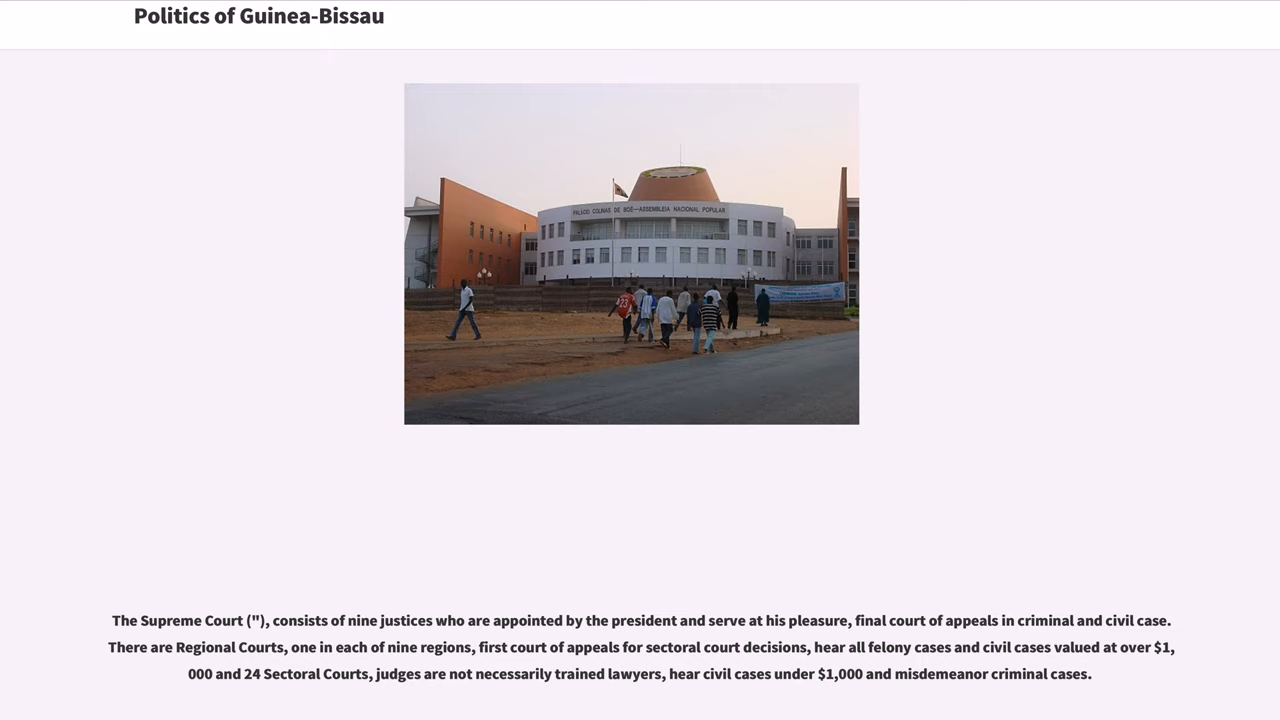 Politics of Guinea-Bissau
PALÁCIO COLINAS DE BOÉ—ASSEMBLEIA NACIONAL POPULAR
23
The Supreme Court ("), consists of nine justices who are appointed by the president and serve at his pleasure, final court of appeals in criminal and civil case.
There are Regional Courts, one in each of nine regions, first court of appeals for sectoral court decisions, hear all felony cases and civil cases valued at over $1,
000 and 24 Sectoral Courts, judges are not necessarily trained lawyers, hear civil cases under $1,000 and misdemeanor criminal cases.